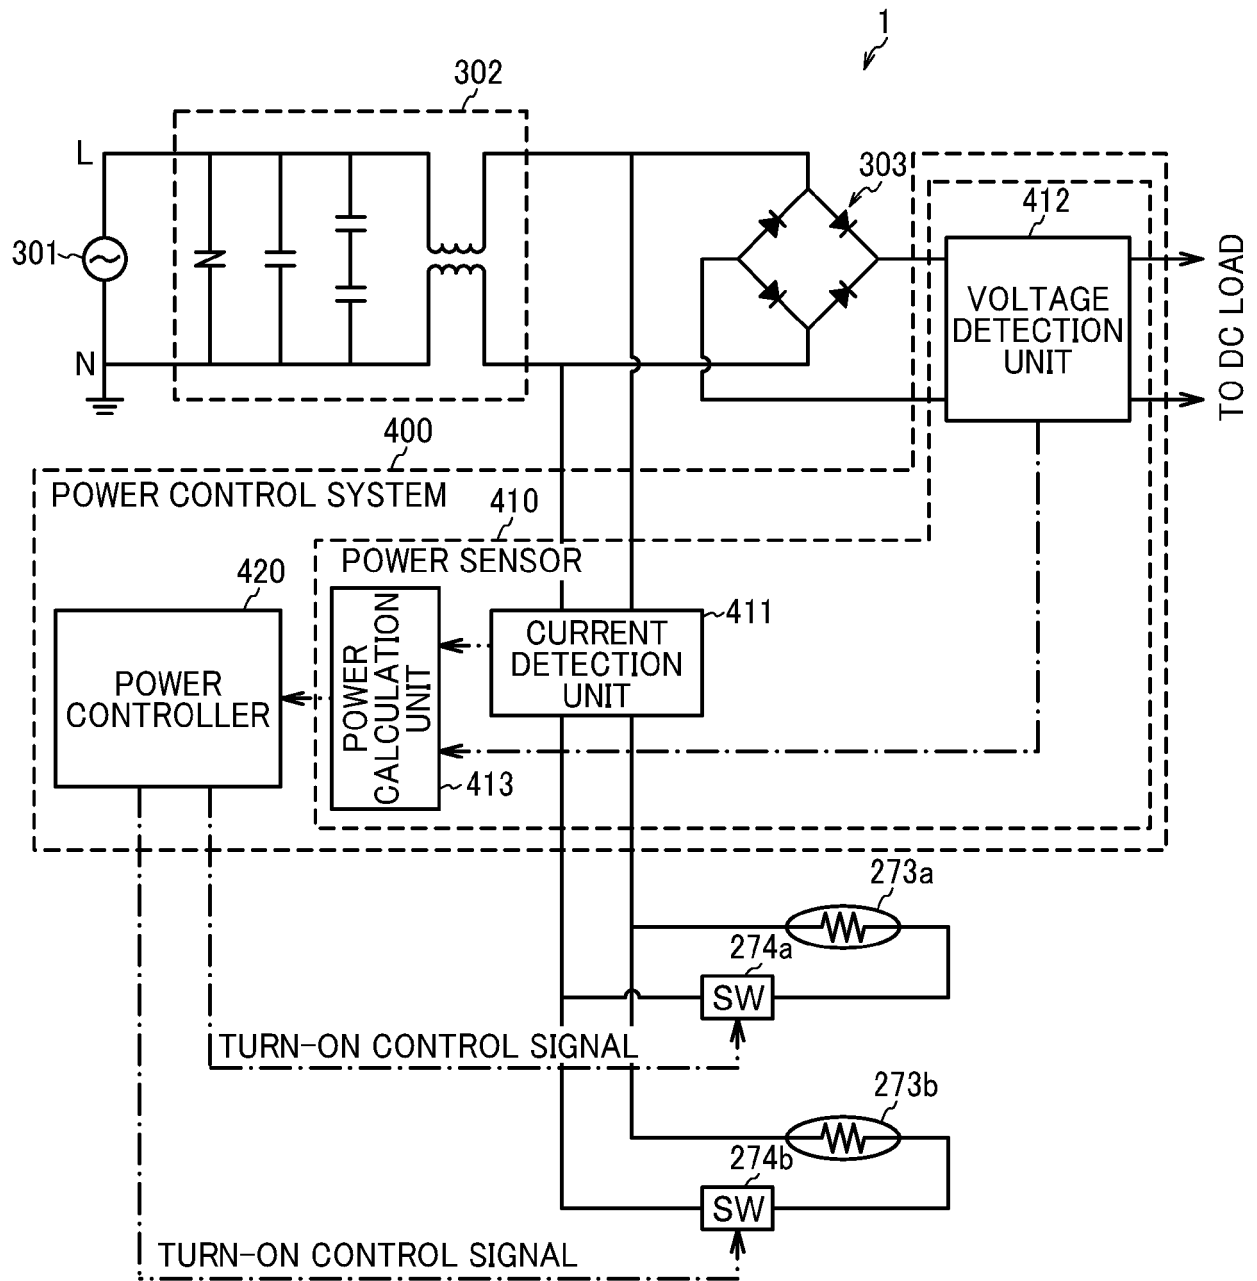 1
302
L
303
412
301
VOLTAGE
DETECTION
UNIT
TO DC LOAD
N
400
POWER CONTROL SYSTEM
410
POWER SENSOR
420
411
POWER
CONTROLLER
POWER
CALCULATION
UNIT
CURRENT
DETECTION
UNIT
413
273a
274a
SW
TURN-ON CONTROL SIGNAL
273b
274b
SW
TURN-ON CONTROL SIGNAL